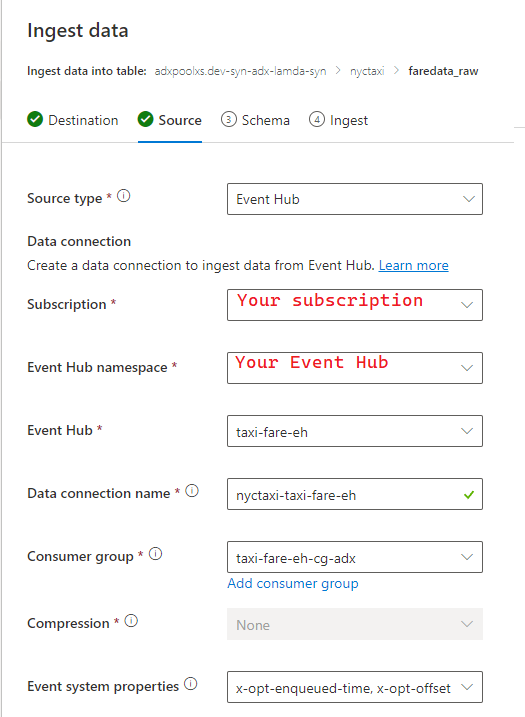 Ingest data
Ingest data into table: adxpoolxs.dev-syn-adx-lamda-syn > nyctaxi > faredata_raw
Destination Source 3 Schema 4 Ingest
Source type * Event Hub
Data connection
Create a data connection to ingest data from Event Hub. Learn more
Subscription * Your subscription
Event Hub namespace * Your Event Hub
Event Hub * taxi-fare-eh
Data connection name * nyctaxi-taxi-fare-eh
Consumer group * taxi-fare-eh-cg-adx
Add consumer group
Compression * None
Event system properties x-opt-enqueued-time, x-opt-offset